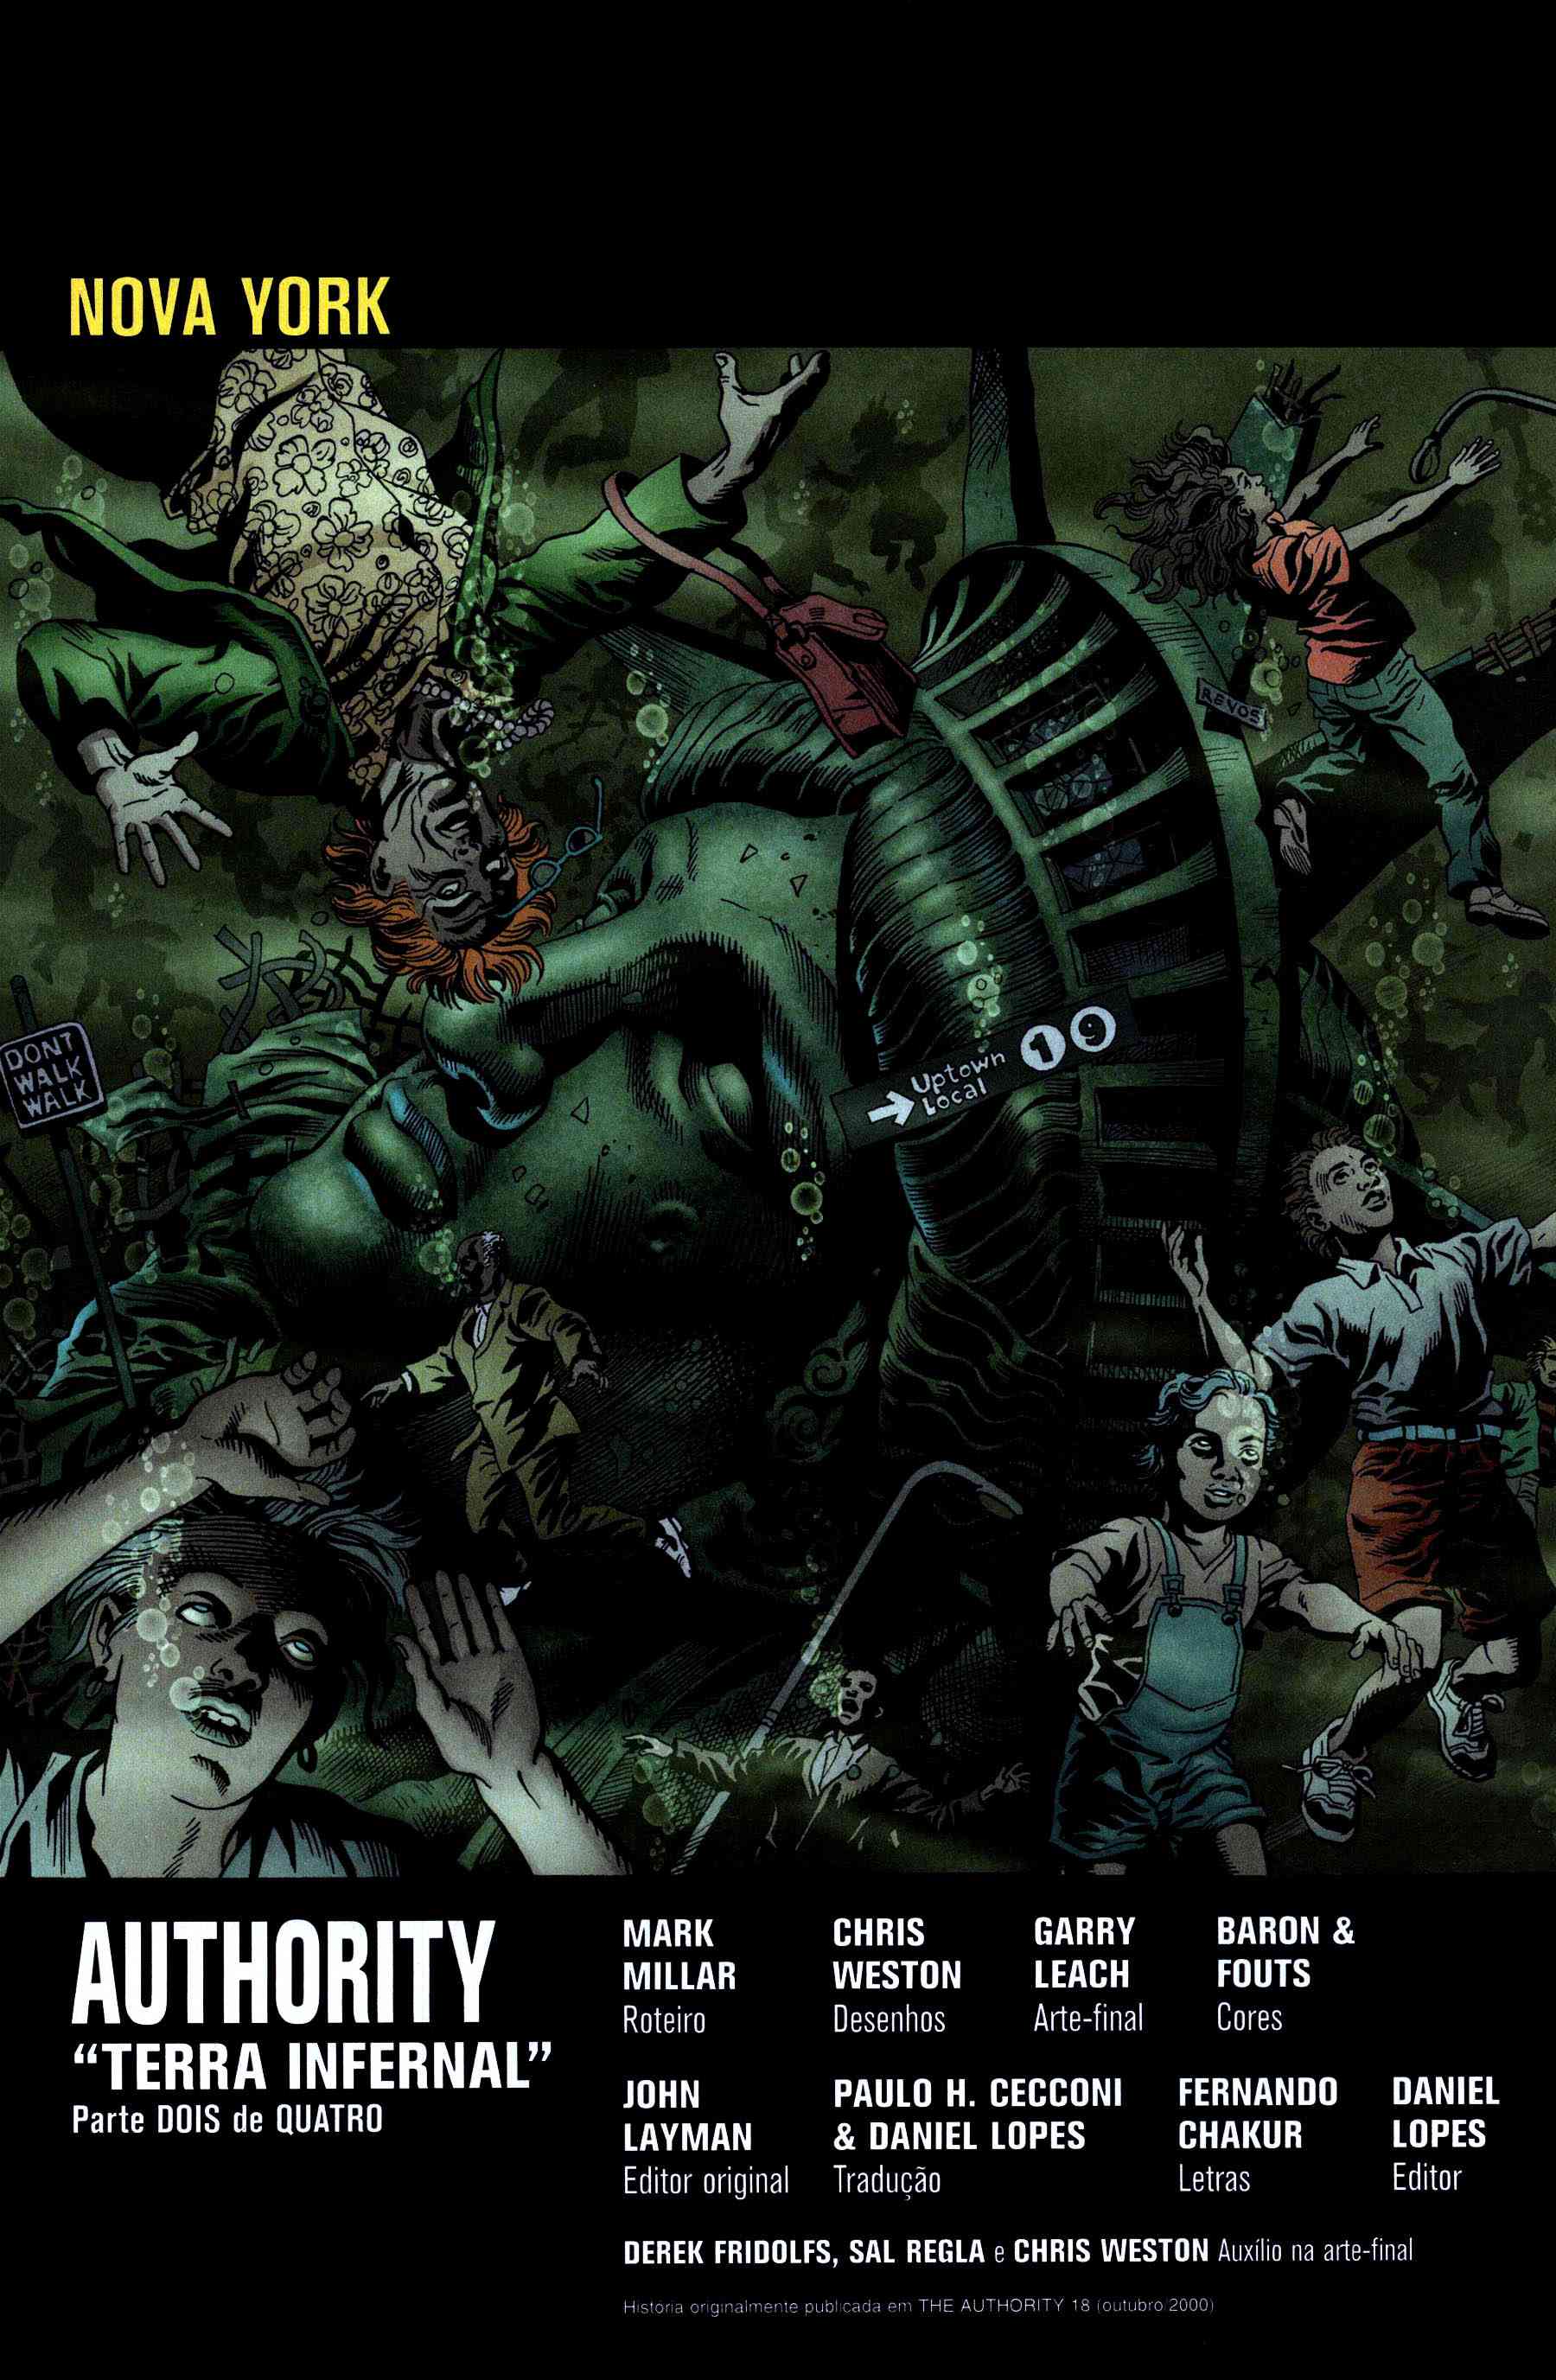 NOVA YORK
REVOS
DONT
WALK
WALK
→ Uptown
Local
1 9
AUTHORITY
“TERRA INFERNAL”
Parte DOIS de QUATRO
MARK
MILLAR
Roteiro
CHRIS
WESTON
Desenhos
GARRY
LEACH
Arte-final
BARON &
FOUTS
Cores
JOHN
LAYMAN
Editor original
PAULO H. CECCONI
& DANIEL LOPES
Tradução
FERNANDO
CHAKUR
Letras
DANIEL
LOPES
Editor
DEREK FRIDOLFS, SAL REGLA e CHRIS WESTON Auxílio na arte-final
História originalmente publicada em THE AUTHORITY 18 (outubro/2000)